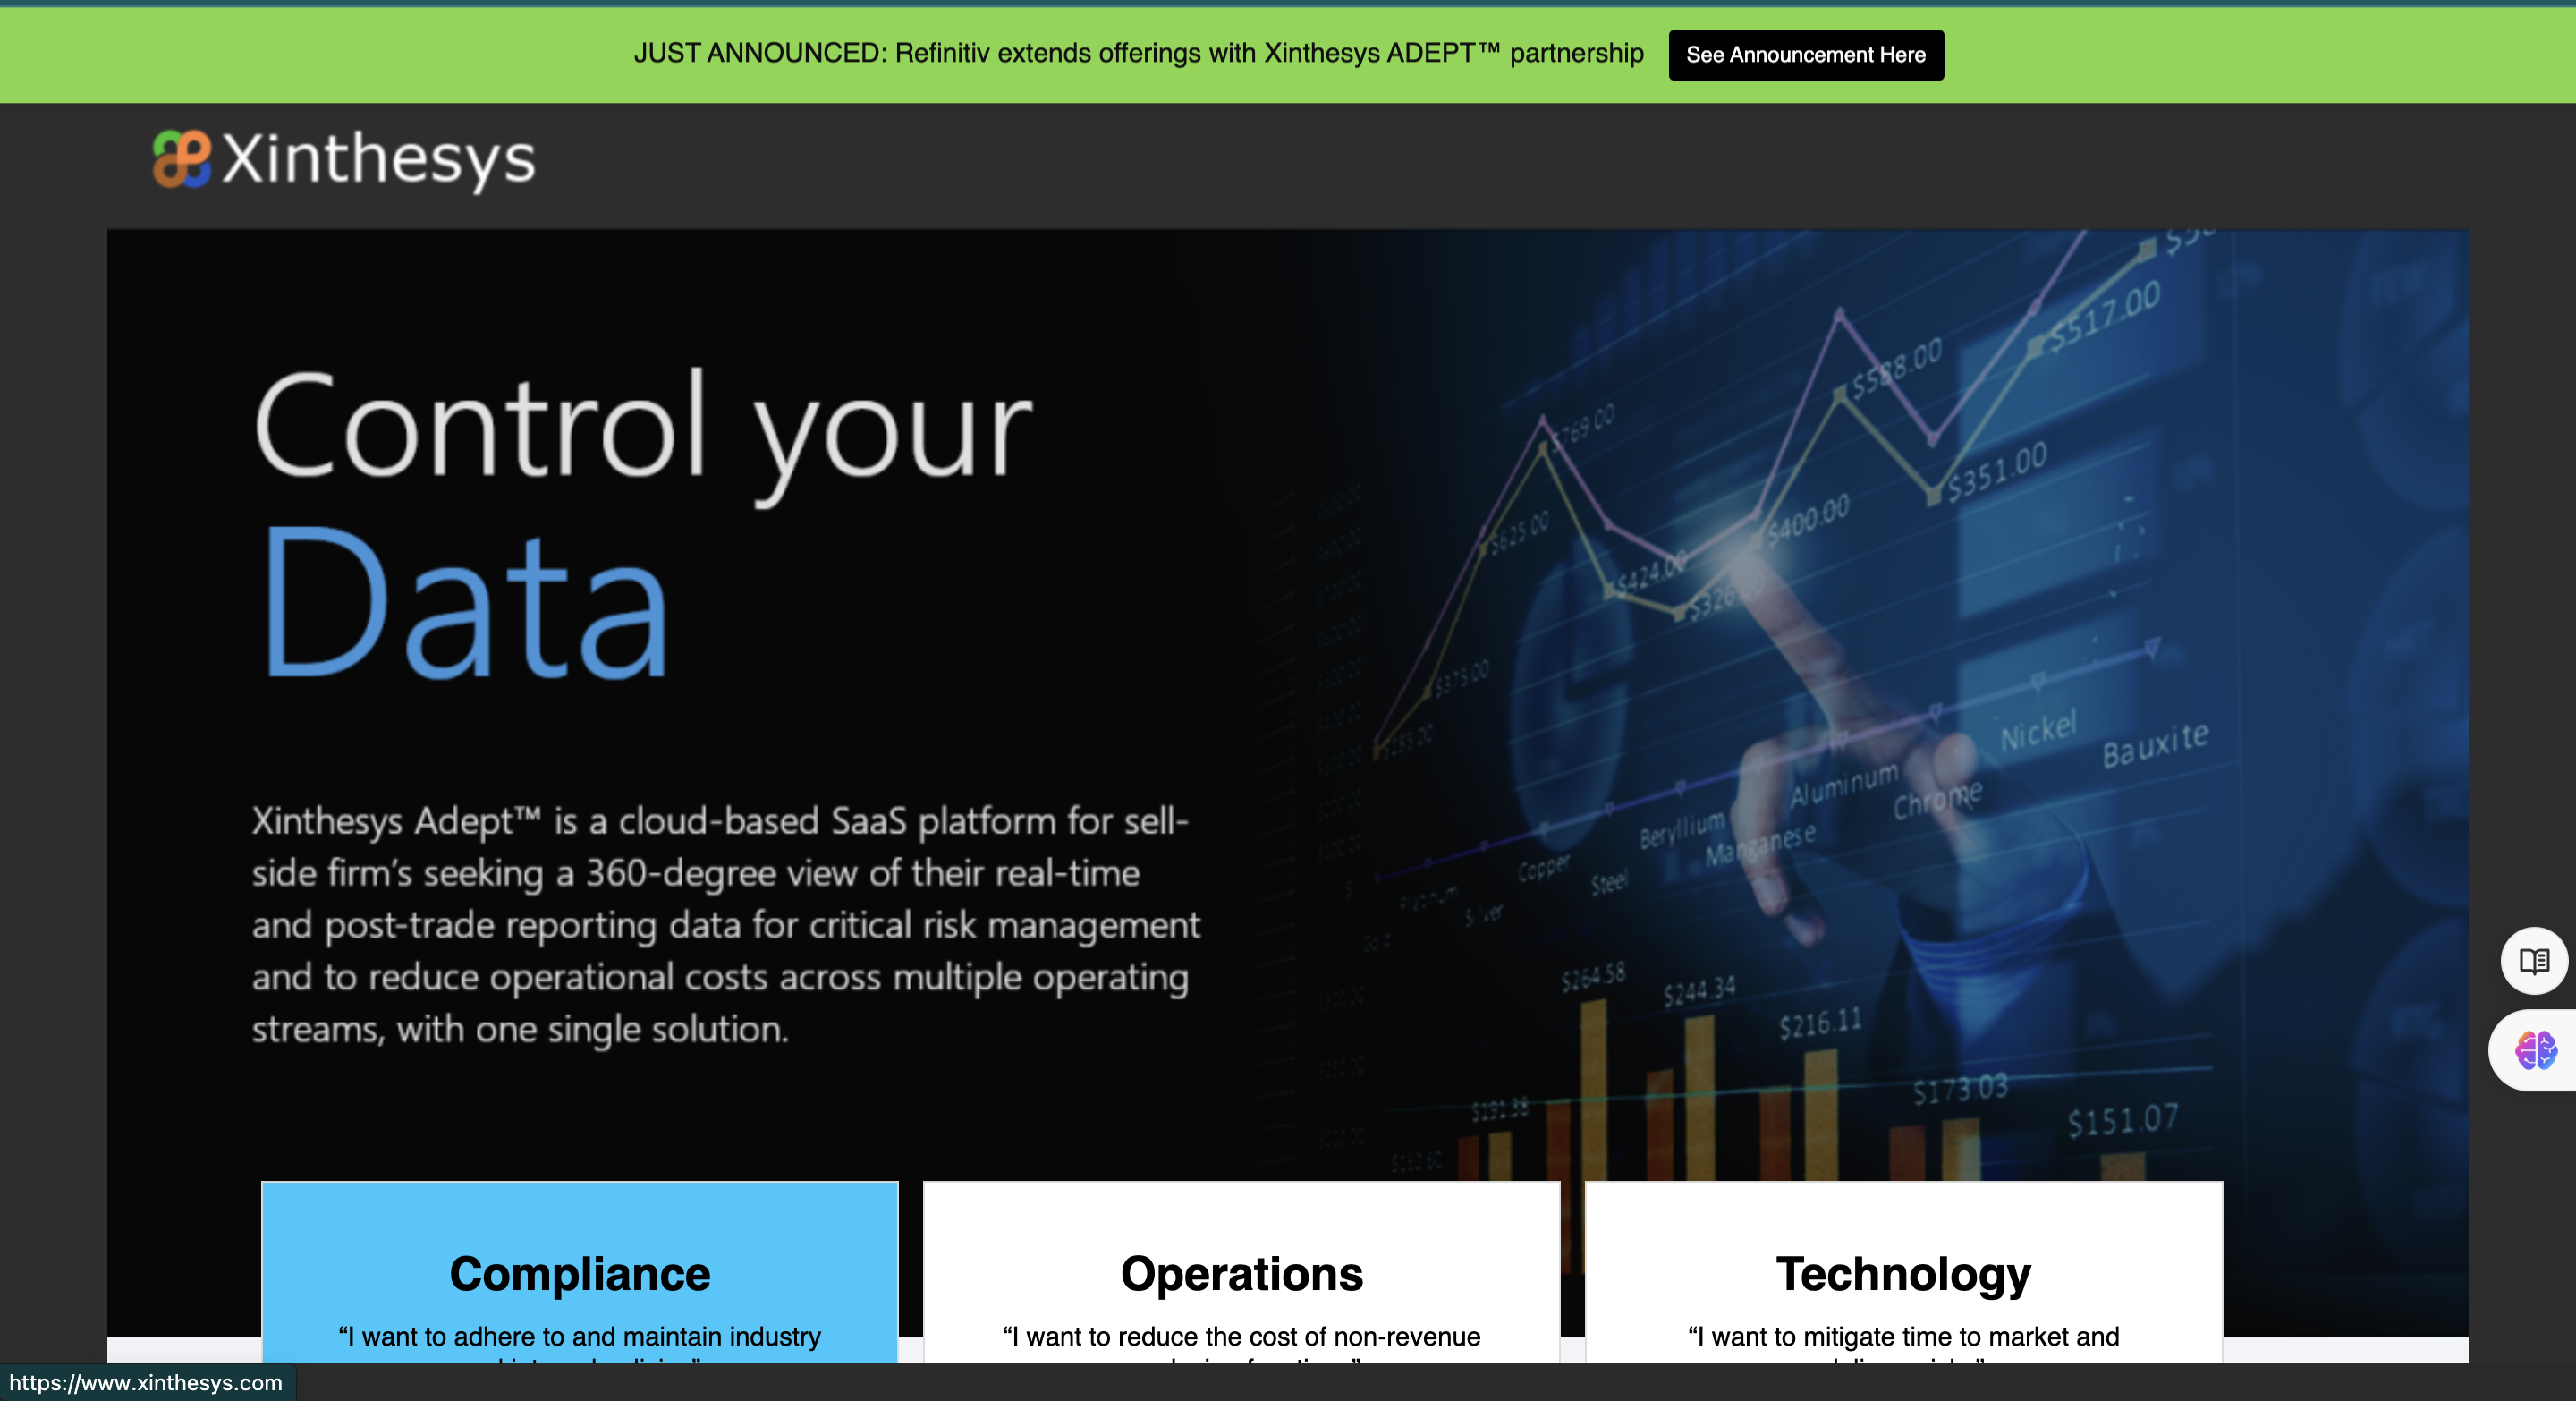 JUST ANNOUNCED: Refinitiv extends offerings with Xinthesys ADEPT™ partnership
See Announcement Here
Xinthesys
Control your
Data
Xinthesys Adept™ is a cloud-based SaaS platform for sell-
side firm’s seeking a 360-degree view of their real-time
and post-trade reporting data for critical risk management
and to reduce operational costs across multiple operating
streams, with one single solution.
$517.00
$588.00
$769.00
$351.00
$400.00
$625.00
$424.00
$375.00
$285.00
Nickel
Bauxite
Aluminum
Chrome
Beryllium
Manganese
Copper
Steel
Platinum
Silver
Gold
$264.58
$244.34
$216.11
$173.03
$151.07
$191.38
Compliance
“I want to adhere to and maintain industry
Operations
“I want to reduce the cost of non-revenue
Technology
“I want to mitigate time to market and
https://www.xinthesys.com